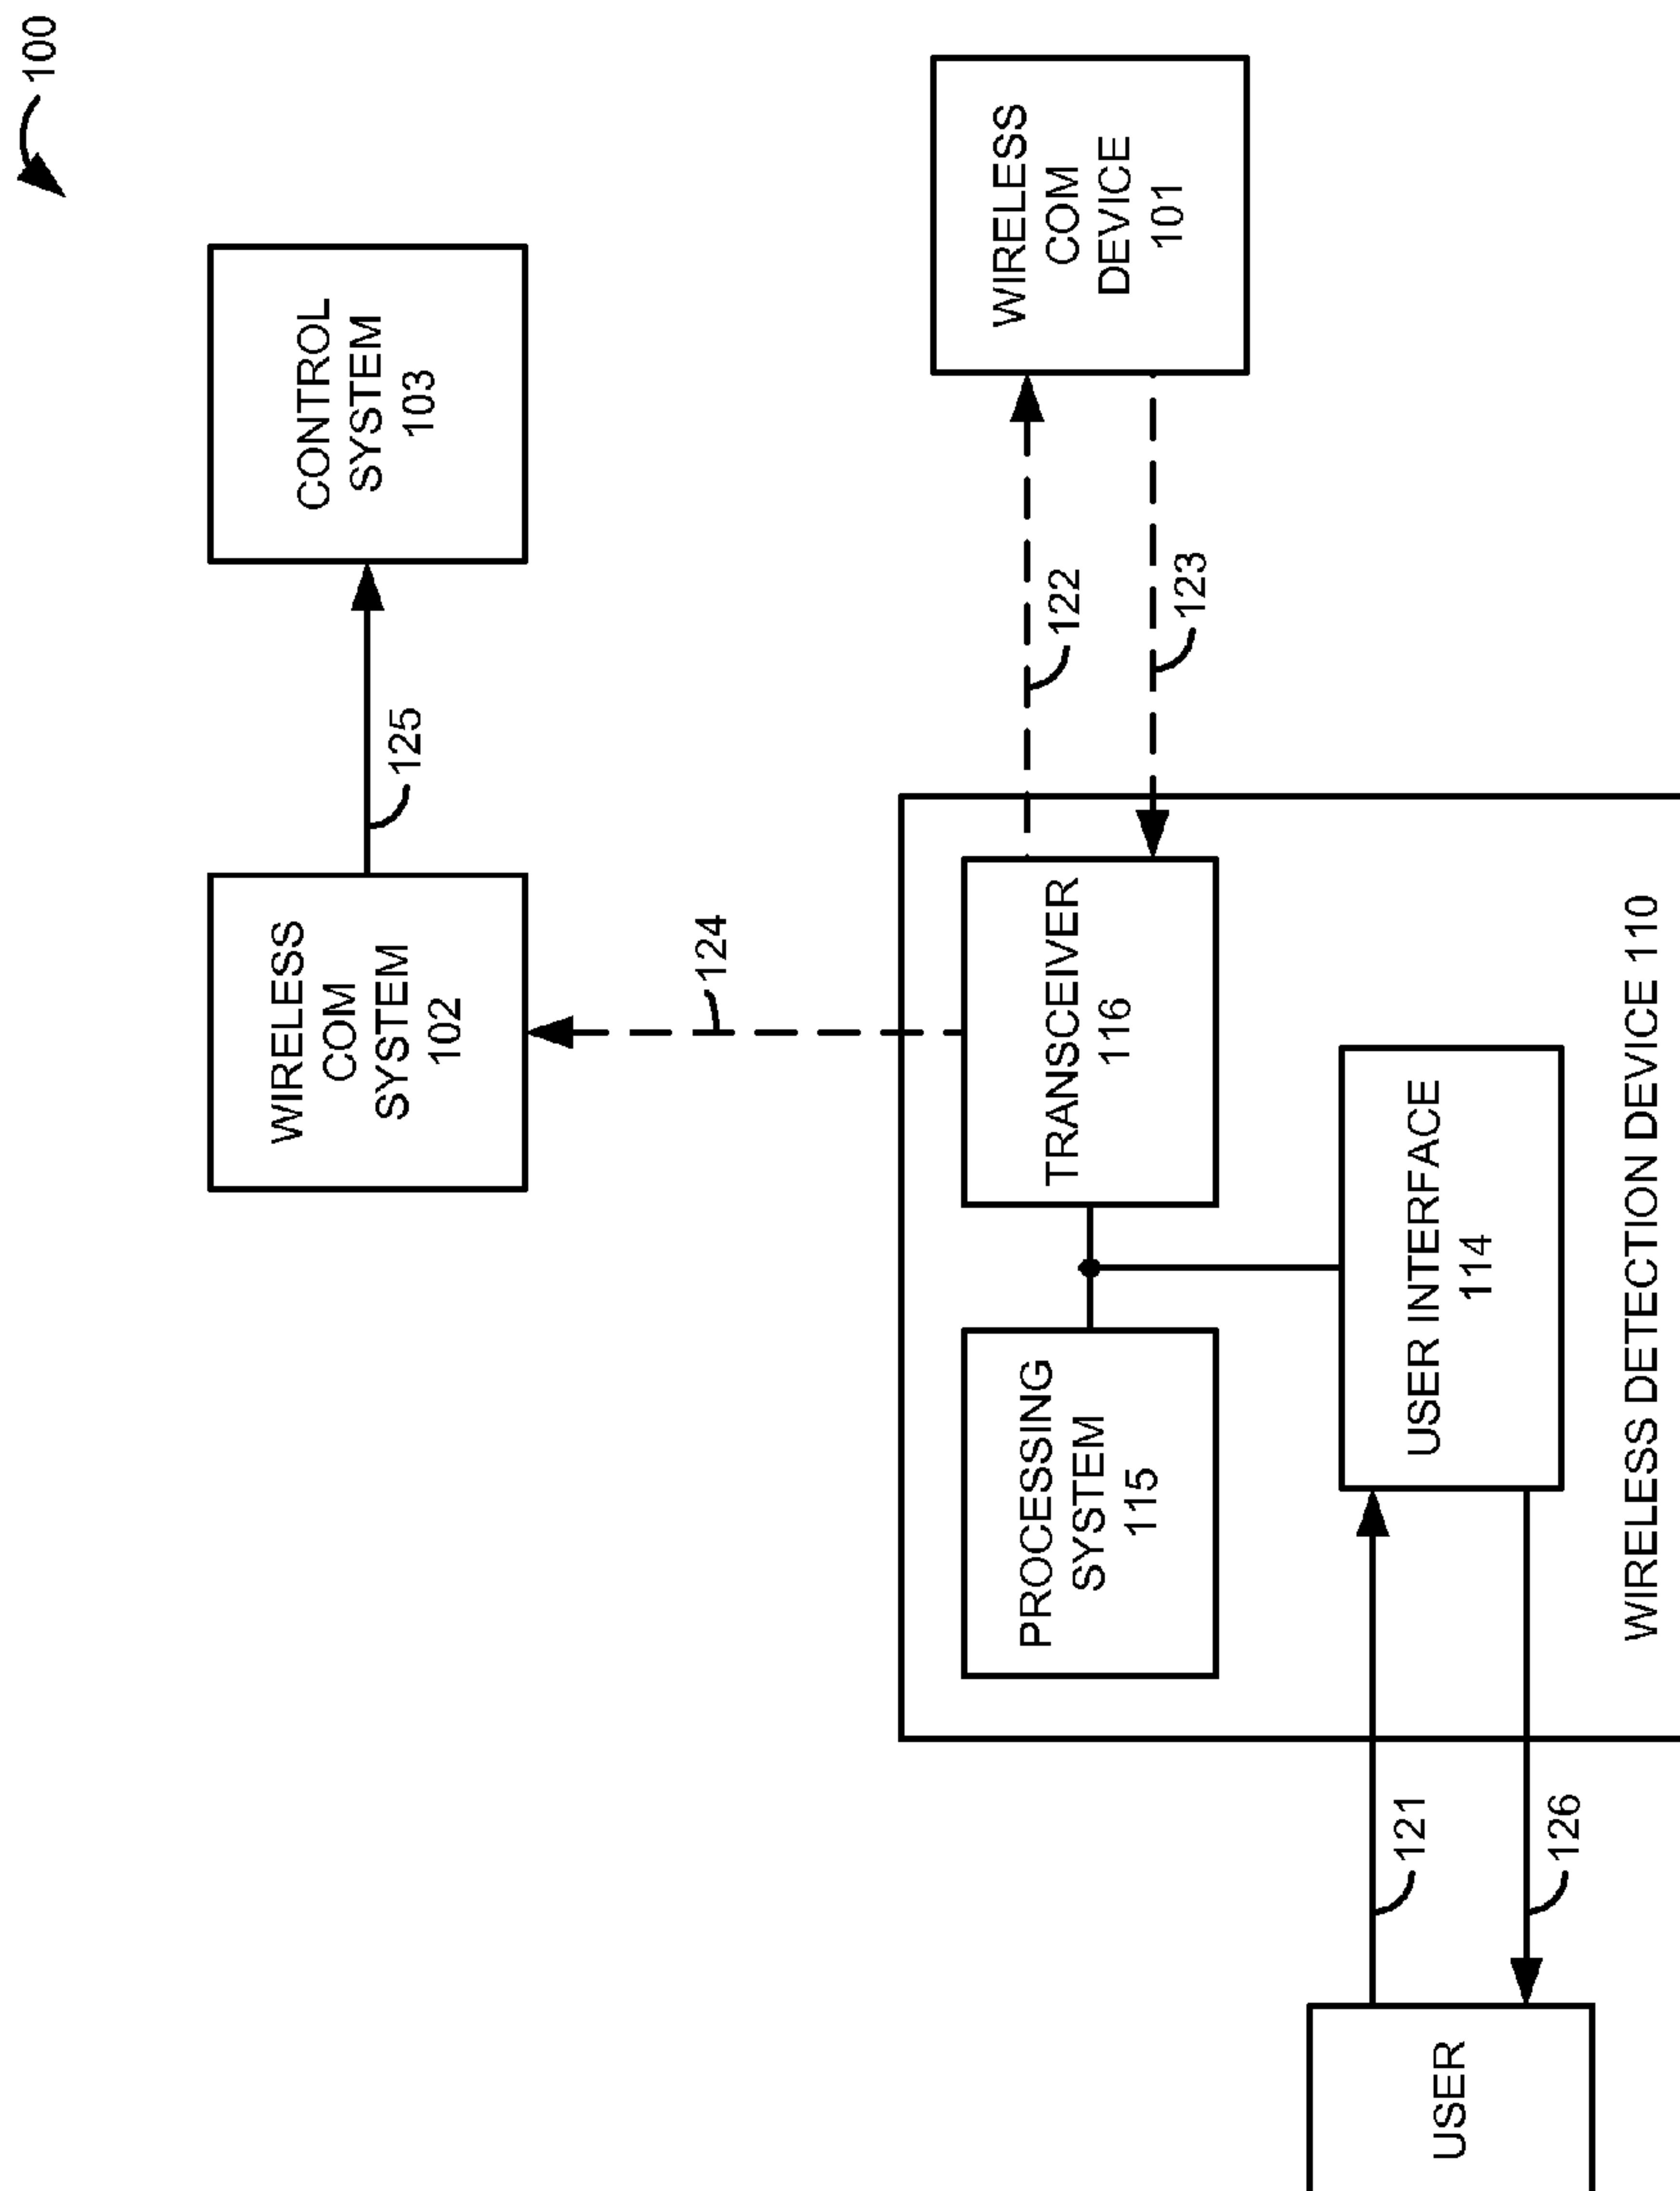 100
WIRELESS
COM
SYSTEM
102
125
CONTROL
SYSTEM
103
124
PROCESSING
SYSTEM
115
TRANSCEIVER
116
122
123
WIRELESS
COM
DEVICE
101
USER
121
126
USER INTERFACE
114
WIRELESS DETECTION DEVICE 110